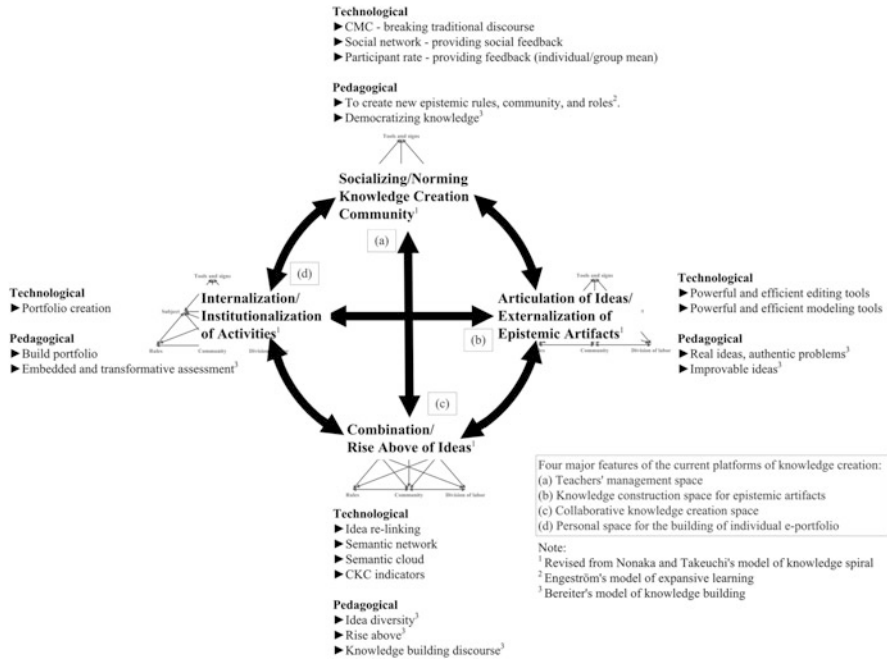 Technological
►CMC - breaking traditional discourse
►Social network - providing social feedback
►Participant rate - providing feedback (individual/group mean)
Pedagogical
►To create new epistemic rules, community, and roles².
►Democratizing knowledge³
Tools and signs
Socializing/Norming
Knowledge Creation
Community¹
(a)
(d)
Tools and signs
Subject
Internalization/
Institutionalization
of Activities¹
Rules
Community
Technological
►Portfolio creation
Pedagogical
►Build portfolio
►Embedded and transformative assessment³
Tools and signs
Articulation of Ideas/
Externalization of
Epistemic Artifacts¹
(b)
Community
Division of labor
Technological
►Powerful and efficient editing tools
►Powerful and efficient modeling tools
Pedagogical
►Real ideas, authentic problems³
►Improvable ideas³
(c)
Combination/
Rise Above of Ideas¹
Rules
Community
Division of labor
Technological
►Idea re-linking
►Semantic network
►Semantic cloud
►CKC indicators
Pedagogical
►Idea diversity³
►Rise above³
►Knowledge building discourse³
Four major features of the current platforms of knowledge creation:
(a) Teachers' management space
(b) Knowledge construction space for epistemic artifacts
(c) Collaborative knowledge creation space
(d) Personal space for the building of individual e-portfolio
Note:
¹ Revised from Nonaka and Takeuchi's model of knowledge spiral
² Engeström's model of expansive learning
³ Bereiter's model of knowledge building